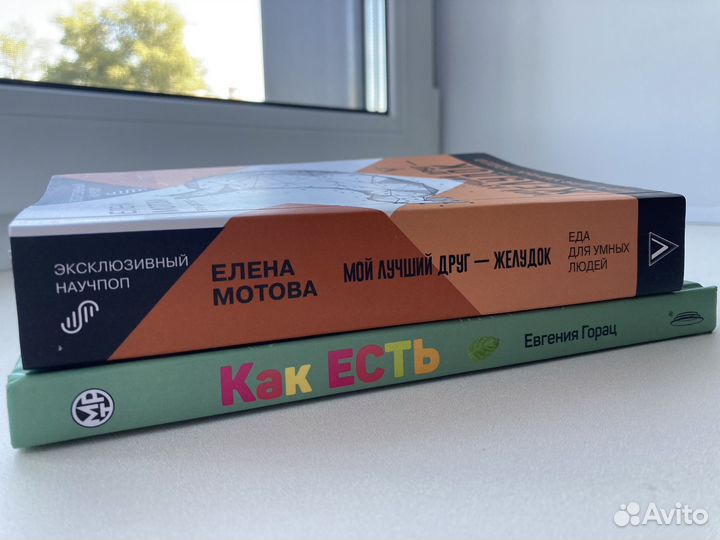 ЭКСКЛЮЗИВНЫЙ
НАУЧПОП
ЕЛЕНА
МОТОВА
МОЙ ЛУЧШИЙ ДРУГ — ЖЕЛУДОК
ЕДА
ДЛЯ УМНЫХ
ЛЮДЕЙ
Как ЕСТЬ
Евгения Горац
Avito